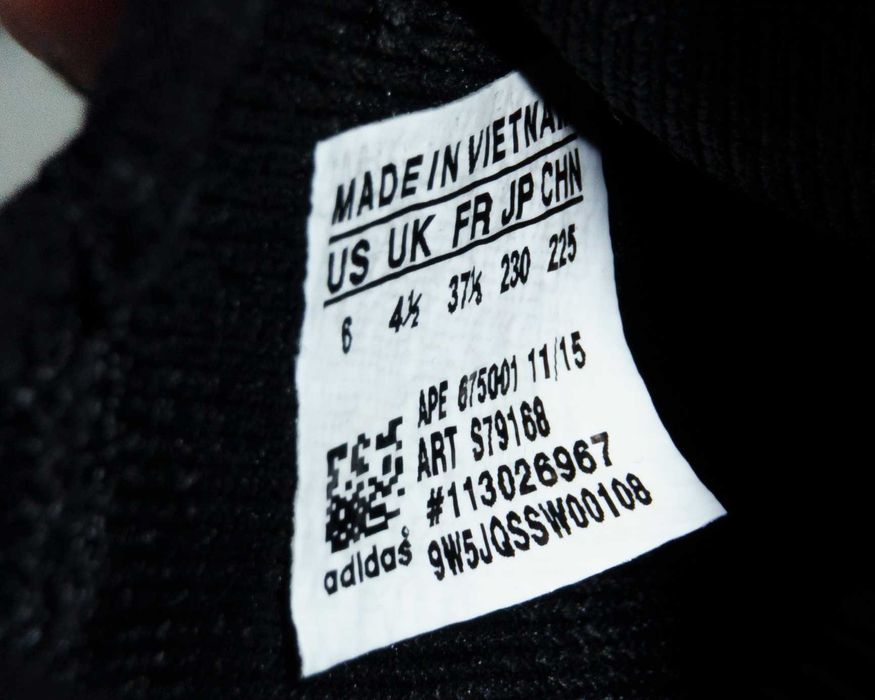 MADE IN VIETNAM
US UK FR JP CHN
6 4½ 37⅓ 230 225
APE 675001 11/15
ART S79168
#113026967
9W5JQSSW00108
adidas